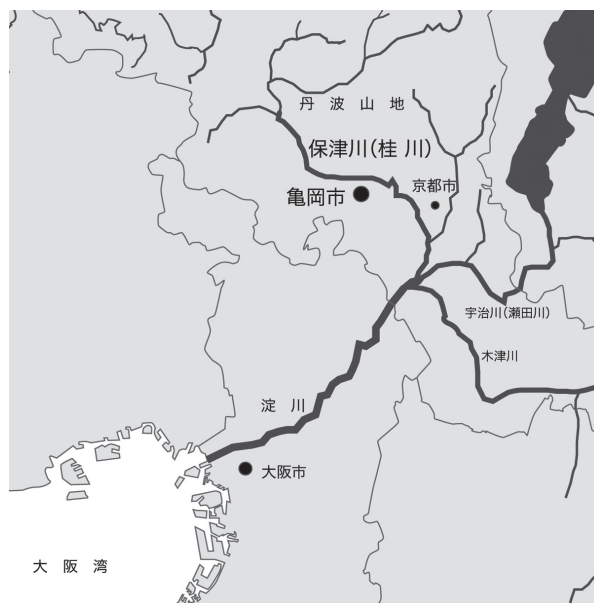 丹 波 山 地
保津川(桂 川)
京都市
亀岡市
宇治川(瀬田川)
木津川
淀 川
大阪市
大 阪 湾